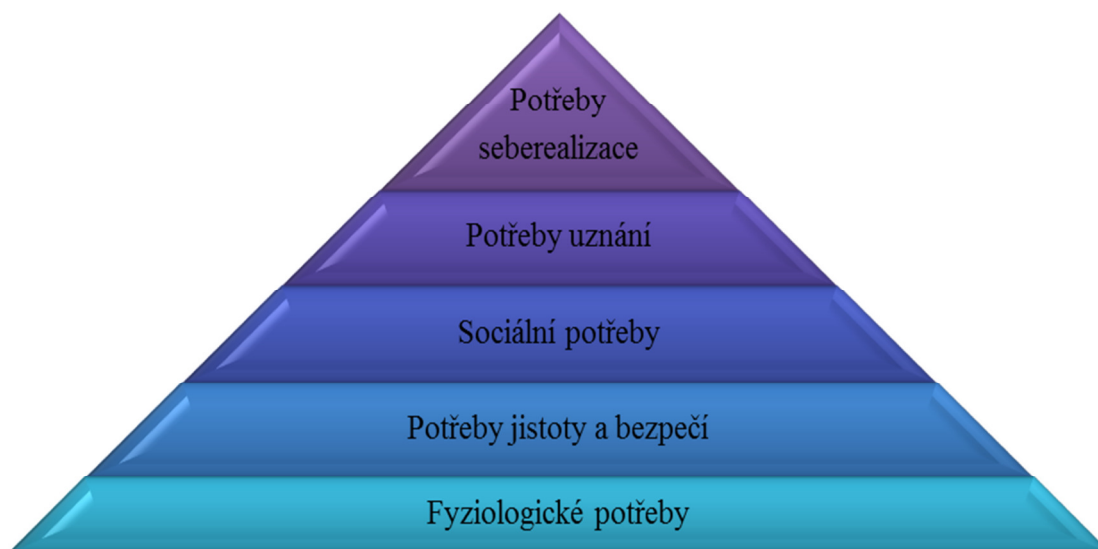 Potřeby
seberealizace
Potřeby uznání
Sociální potřeby
Potřeby jistoty a bezpečí
Fyziologické potřeby